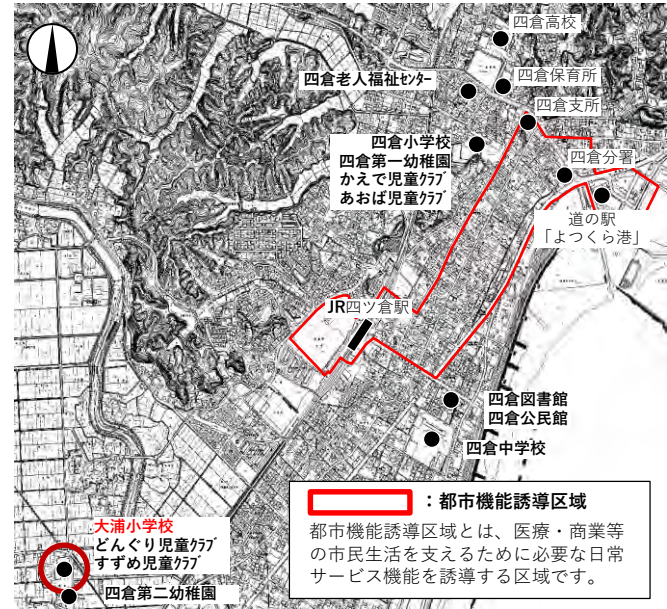 四倉高校
四倉老人福祉ｾﾝﾀｰ
四倉保育所
四倉支所
四倉小学校
四倉第一幼稚園
かえで児童ｸﾗﾌﾞ
あおば児童ｸﾗﾌﾞ
四倉分署
道の駅
「よつくら港」
JR四ツ倉駅
四倉図書館
四倉公民館
四倉中学校
大浦小学校
どんぐり児童ｸﾗﾌﾞ
すずめ児童ｸﾗﾌﾞ
四倉第二幼稚園
：都市機能誘導区域
都市機能誘導区域とは、医療・商業等
の市民生活を支えるために必要な日常
サービス機能を誘導する区域です。